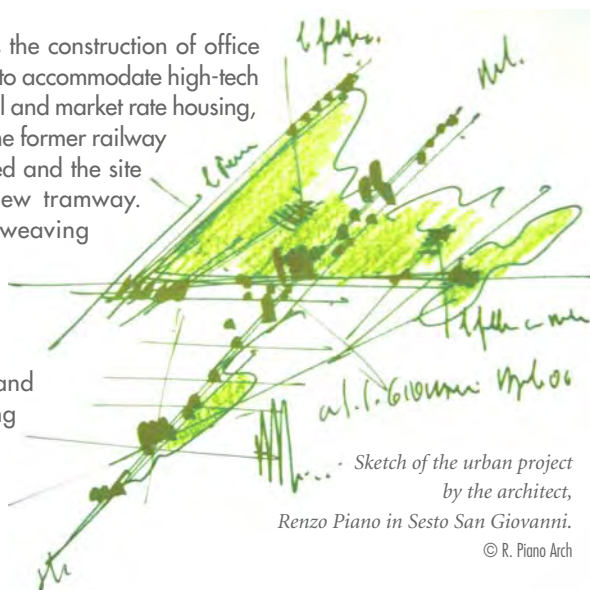 s the construction of office
to accommodate high-tech
l and market rate housing,
ne former railway
ed and the site
ew tramway.
weaving
and
ng
Sketch of the urban project
by the architect,
Renzo Piano in Sesto San Giovanni.
© R. Piano Arch